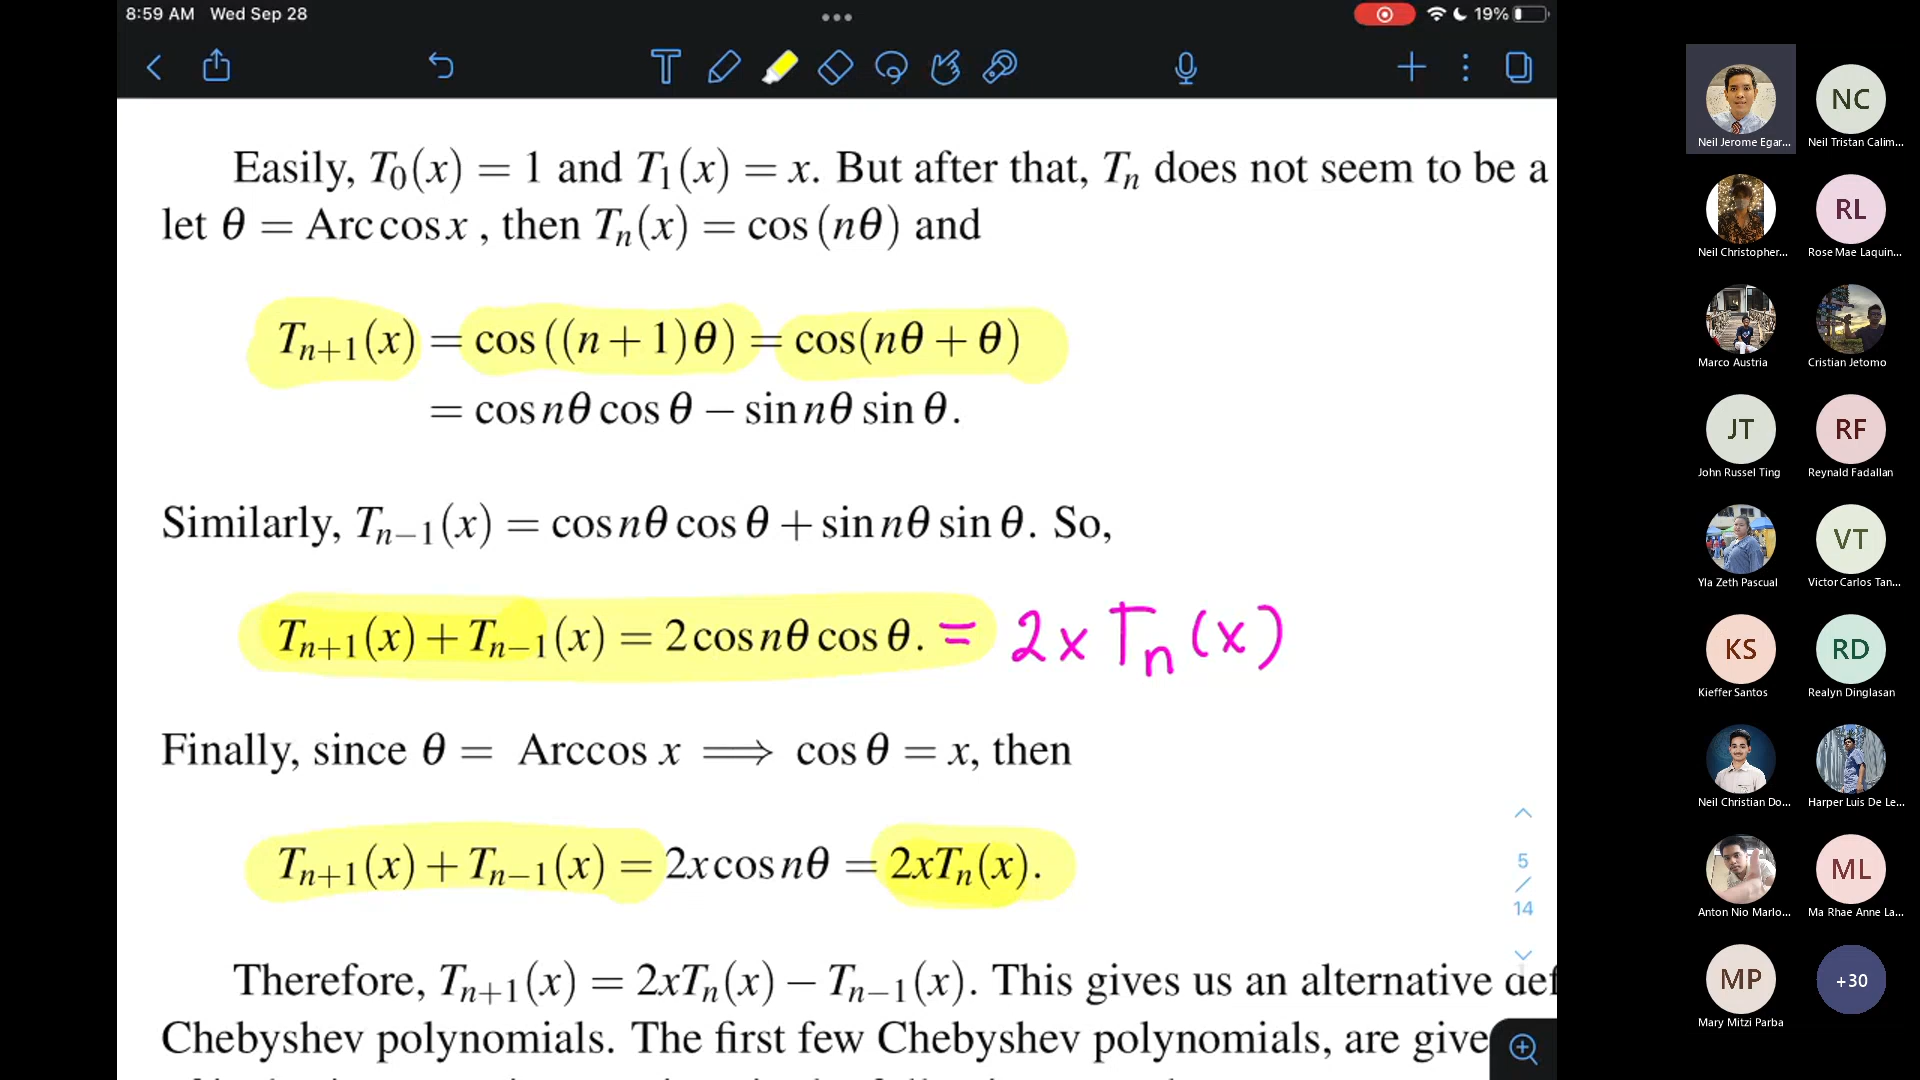 8:59 AM Wed Sep 28
19%
Easily, T₀(x) = 1 and T₁(x) = x. But after that, Tₙ does not seem to be a
let θ = Arc cos x , then Tₙ(x) = cos (nθ) and
Tₙ₊₁(x) = cos ((n + 1)θ) = cos(nθ + θ)
= cos nθ cos θ − sin nθ sin θ.
Similarly, Tₙ₋₁(x) = cos nθ cos θ + sin nθ sin θ. So,
Tₙ₊₁(x) + Tₙ₋₁(x) = 2 cos nθ cos θ. = 2x Tₙ(x)
Finally, since θ = Arccos x ⟹ cos θ = x, then
Tₙ₊₁(x) + Tₙ₋₁(x) = 2x cos nθ = 2xTₙ(x).
5
/
14
Therefore, Tₙ₊₁(x) = 2xTₙ(x) − Tₙ₋₁(x). This gives us an alternative def
Chebyshev polynomials. The first few Chebyshev polynomials, are give
Neil Jerome Egar...
NC
Neil Tristan Calim...
Neil Christopher...
RL
Rose Mae Laquin...
Marco Austria
Cristian Jetomo
JT
John Russel Ting
RF
Reynald Fadallan
Yla Zeth Pascual
VT
Victor Carlos Tan...
KS
Kieffer Santos
RD
Realyn Dinglasan
Neil Christian Do...
Harper Luis De Le...
Anton Nio Marlo...
ML
Ma Rhae Anne La...
MP
Mary Mitzi Parba
+30